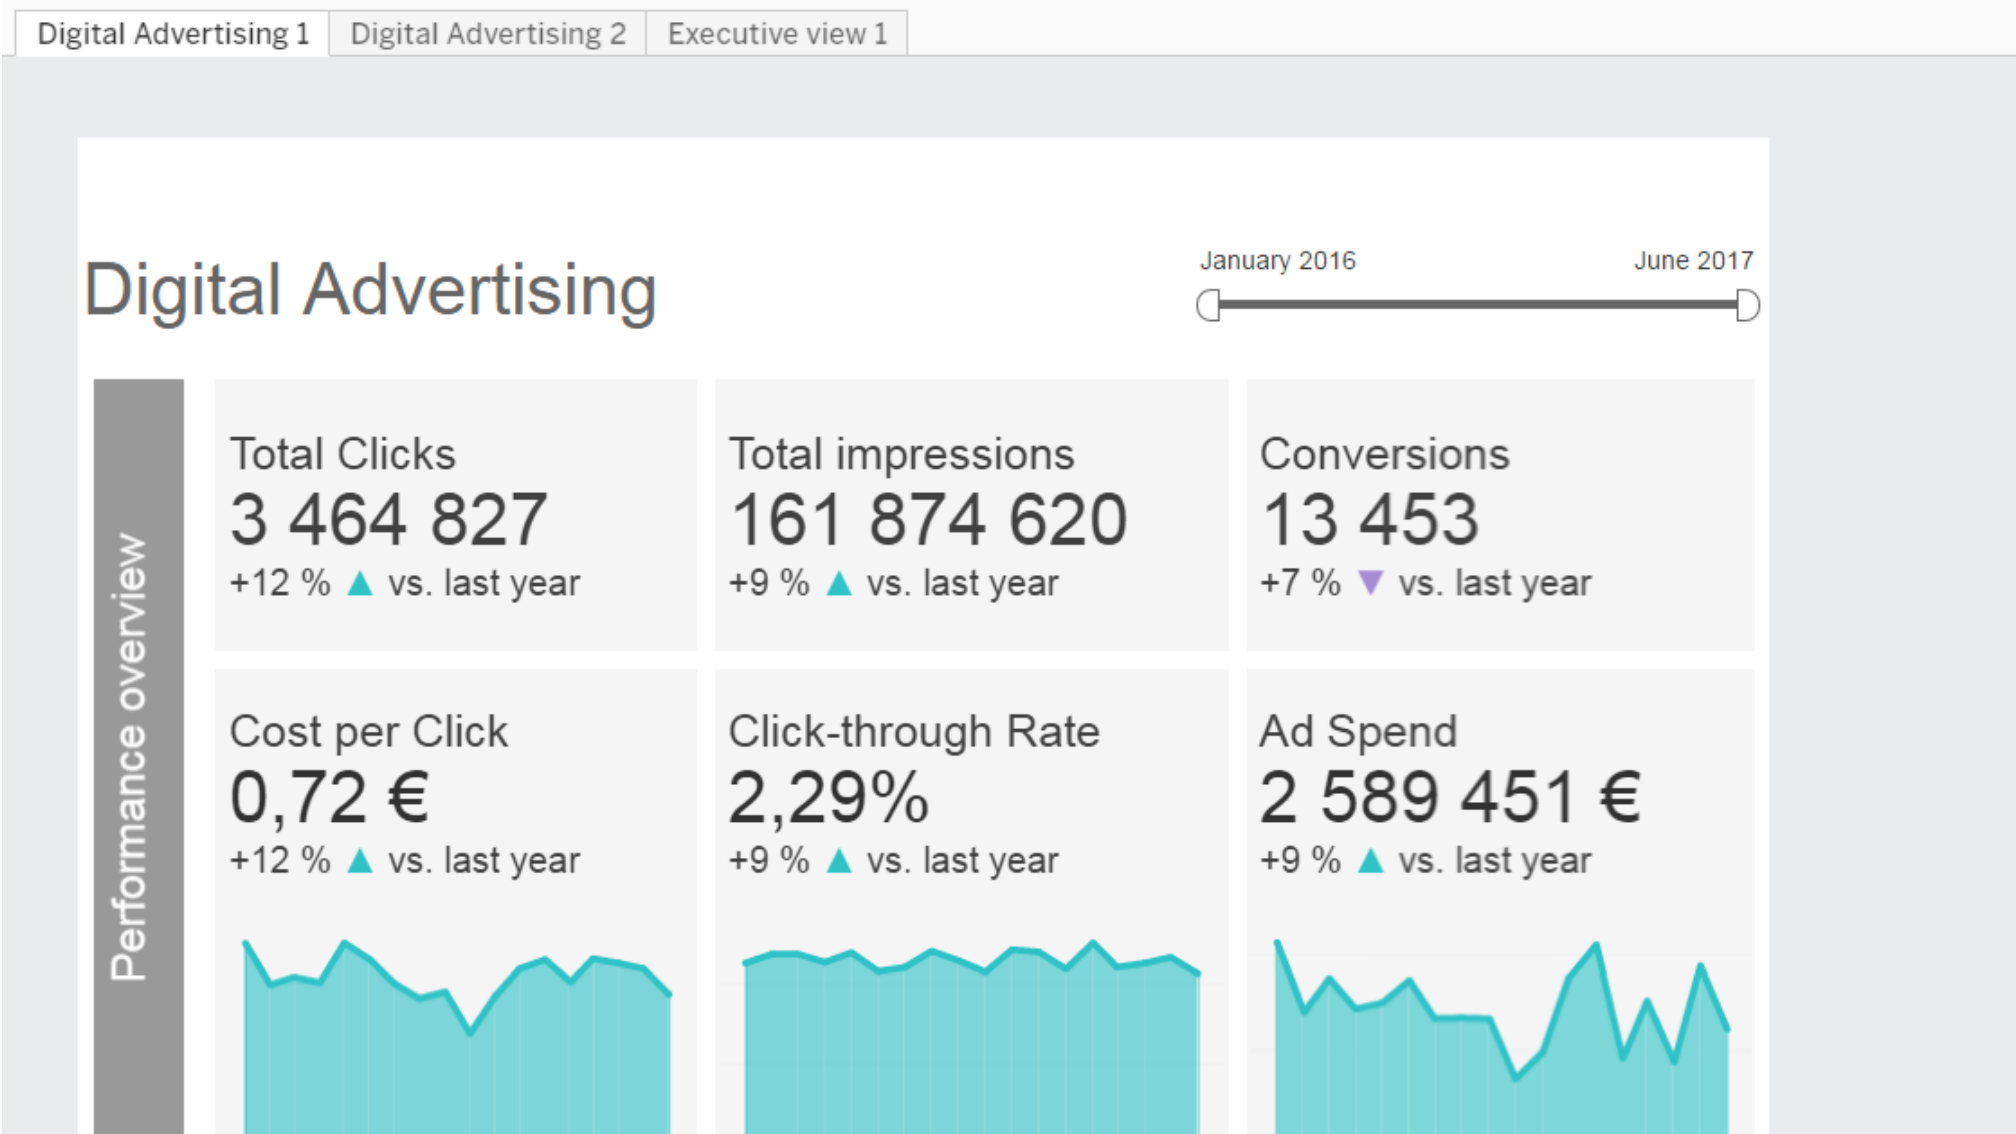 Digital Advertising 1
Digital Advertising 2
Executive view 1
Digital Advertising
January 2016
June 2017
Performance overview
Total Clicks
3 464 827
+12 % ▲ vs. last year
Total impressions
161 874 620
+9 % ▲ vs. last year
Conversions
13 453
+7 % ▼ vs. last year
Cost per Click
0,72 €
+12 % ▲ vs. last year
Click-through Rate
2,29%
+9 % ▲ vs. last year
Ad Spend
2 589 451 €
+9 % ▲ vs. last year